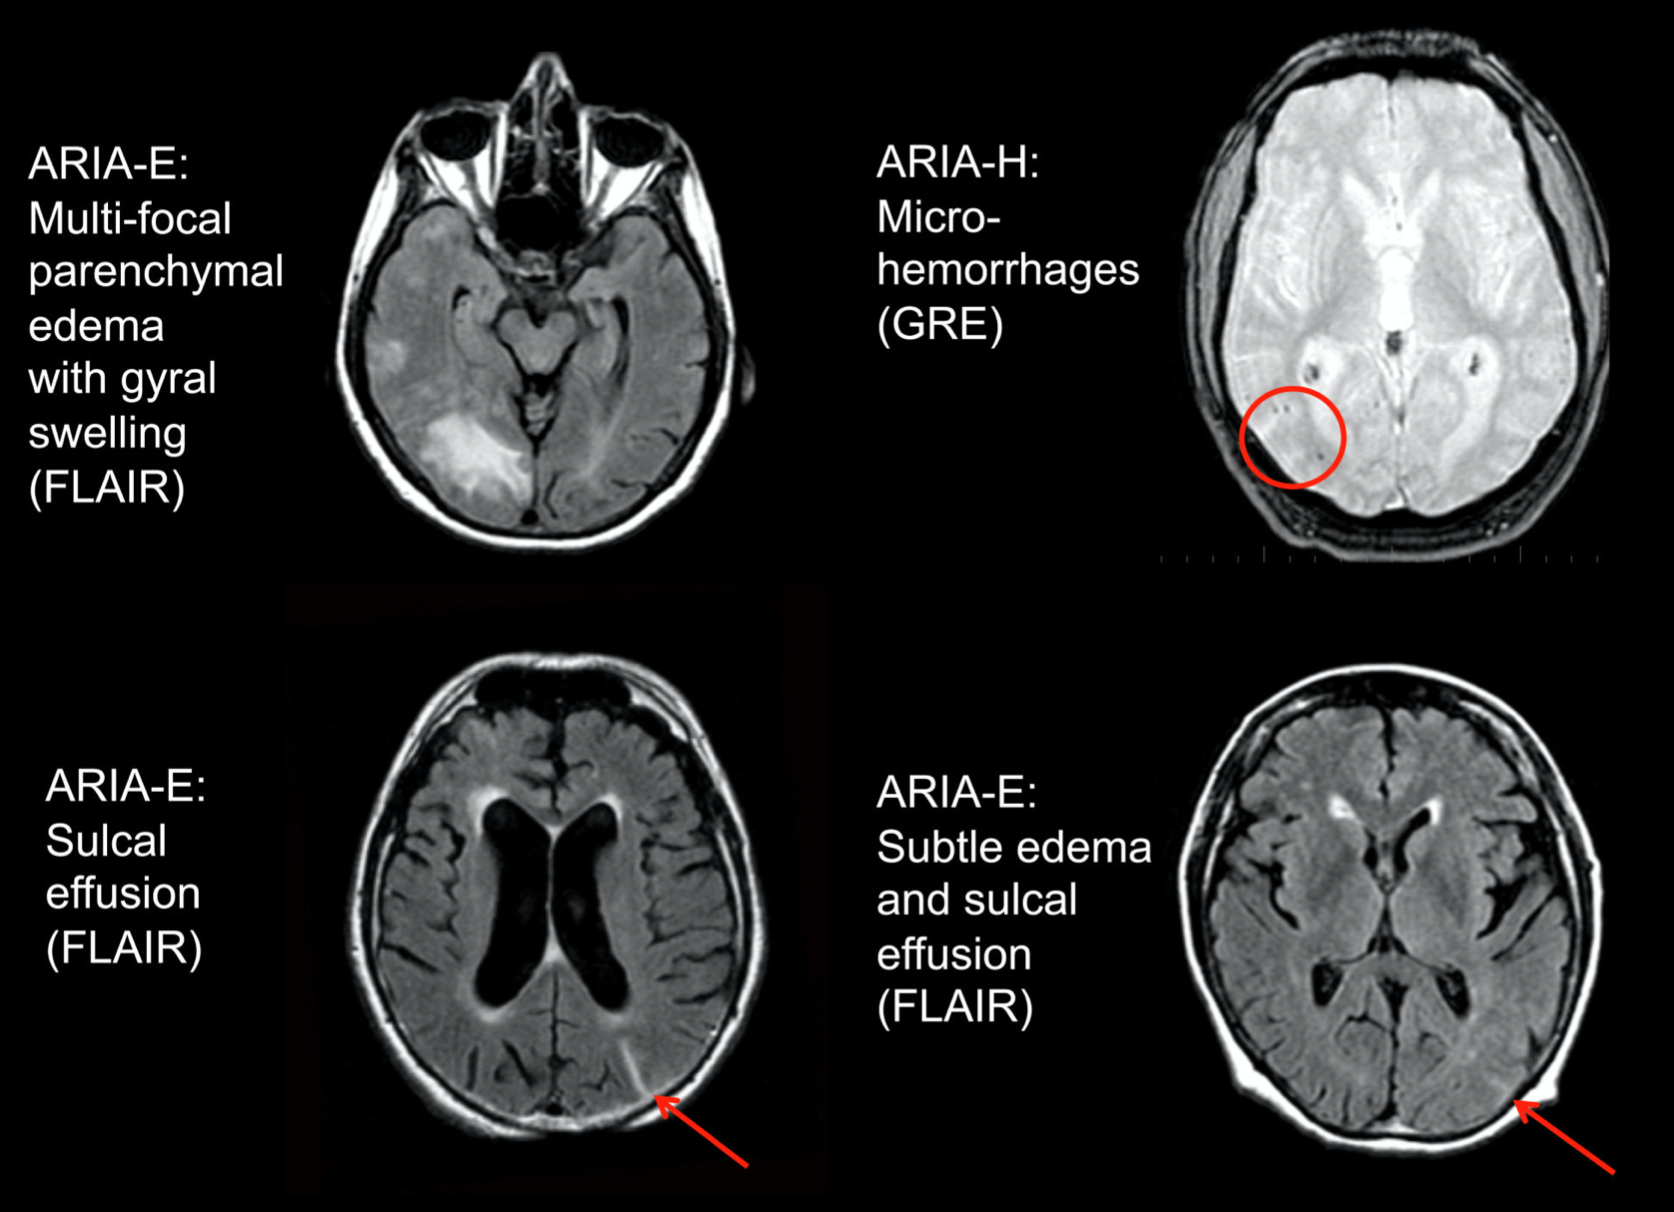 ARIA-E:
Multi-focal
parenchymal
edema
with gyral
swelling
(FLAIR)
ARIA-H:
Micro-
hemorrhages
(GRE)
ARIA-E:
Sulcal
effusion
(FLAIR)
ARIA-E:
Subtle edema
and sulcal
effusion
(FLAIR)